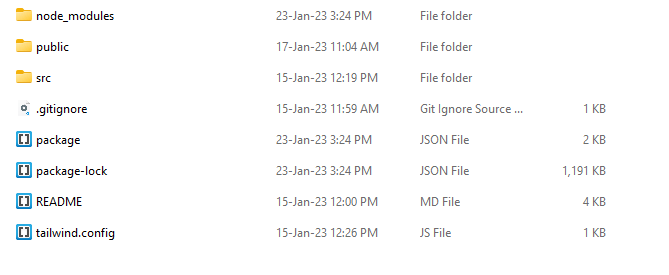 node_modules 23-Jan-23 3:24 PM File folder
public 17-Jan-23 11:04 AM File folder
src 15-Jan-23 12:19 PM File folder
.gitignore 15-Jan-23 11:59 AM Git Ignore Source ... 1 KB
package 23-Jan-23 3:24 PM JSON File 2 KB
package-lock 23-Jan-23 3:24 PM JSON File 1,191 KB
README 15-Jan-23 12:00 PM MD File 4 KB
tailwind.config 15-Jan-23 12:26 PM JS File 1 KB